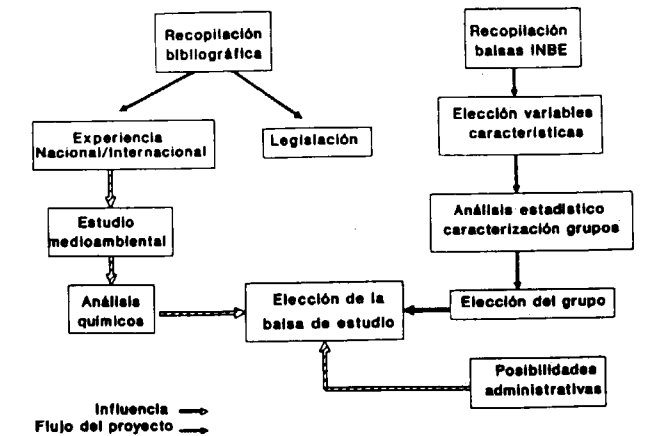 Recopilación
bibliográfica
Recopilación
balsas INBE
Experiencia
Nacional/Internacional
Legislación
Elección variables
características
Estudio
medioambiental
Análisis estadístico
caracterización grupos
Análisis
químicos
Elección de la
balsa de estudio
Elección del grupo
Posibilidades
administrativas
Influencia
Flujo del proyecto